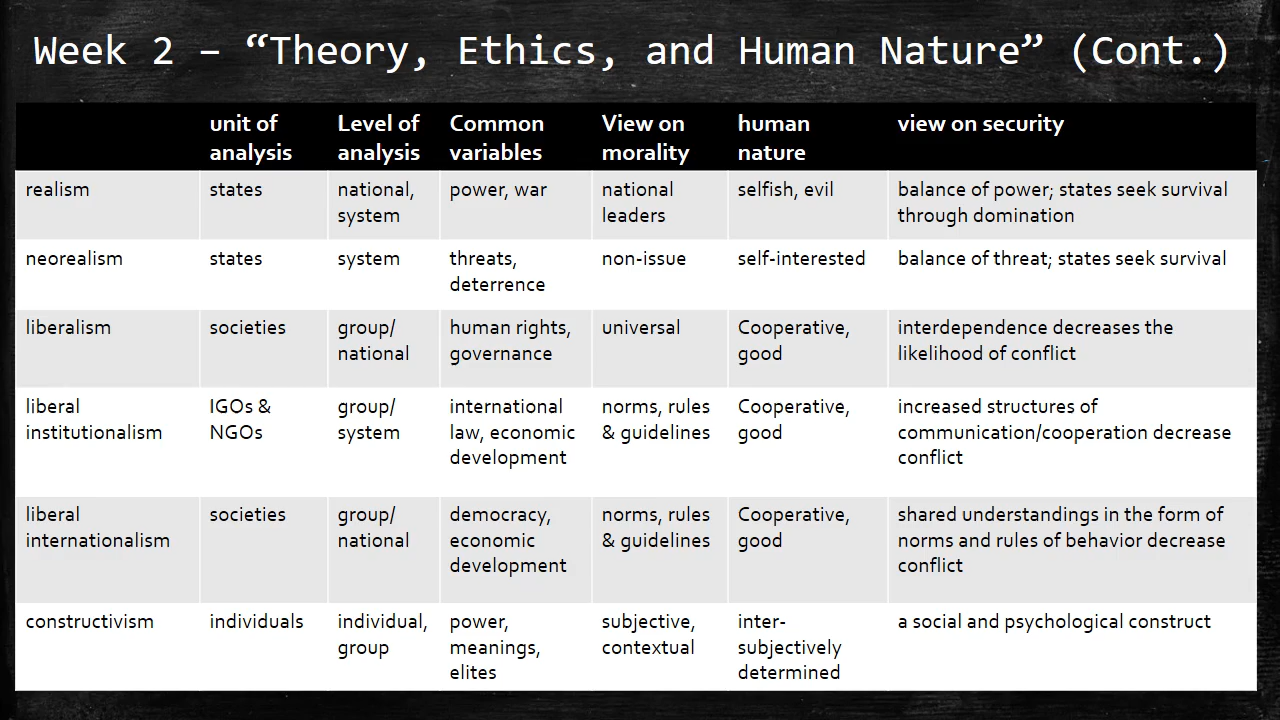 Week 2 – “Theory, Ethics, and Human Nature” (Cont.)
unit of analysis | Level of analysis | Common variables | View on morality | human nature | view on security
realism | states | national, system | power, war | national leaders | selfish, evil | balance of power; states seek survival through domination
neorealism | states | system | threats, deterrence | non-issue | self-interested | balance of threat; states seek survival
liberalism | societies | group/ national | human rights, governance | universal | Cooperative, good | interdependence decreases the likelihood of conflict
liberal institutionalism | IGOs & NGOs | group/ system | international law, economic development | norms, rules & guidelines | Cooperative, good | increased structures of communication/cooperation decrease conflict
liberal internationalism | societies | group/ national | democracy, economic development | norms, rules & guidelines | Cooperative, good | shared understandings in the form of norms and rules of behavior decrease conflict
constructivism | individuals | individual, group | power, meanings, elites | subjective, contextual | inter-subjectively determined | a social and psychological construct